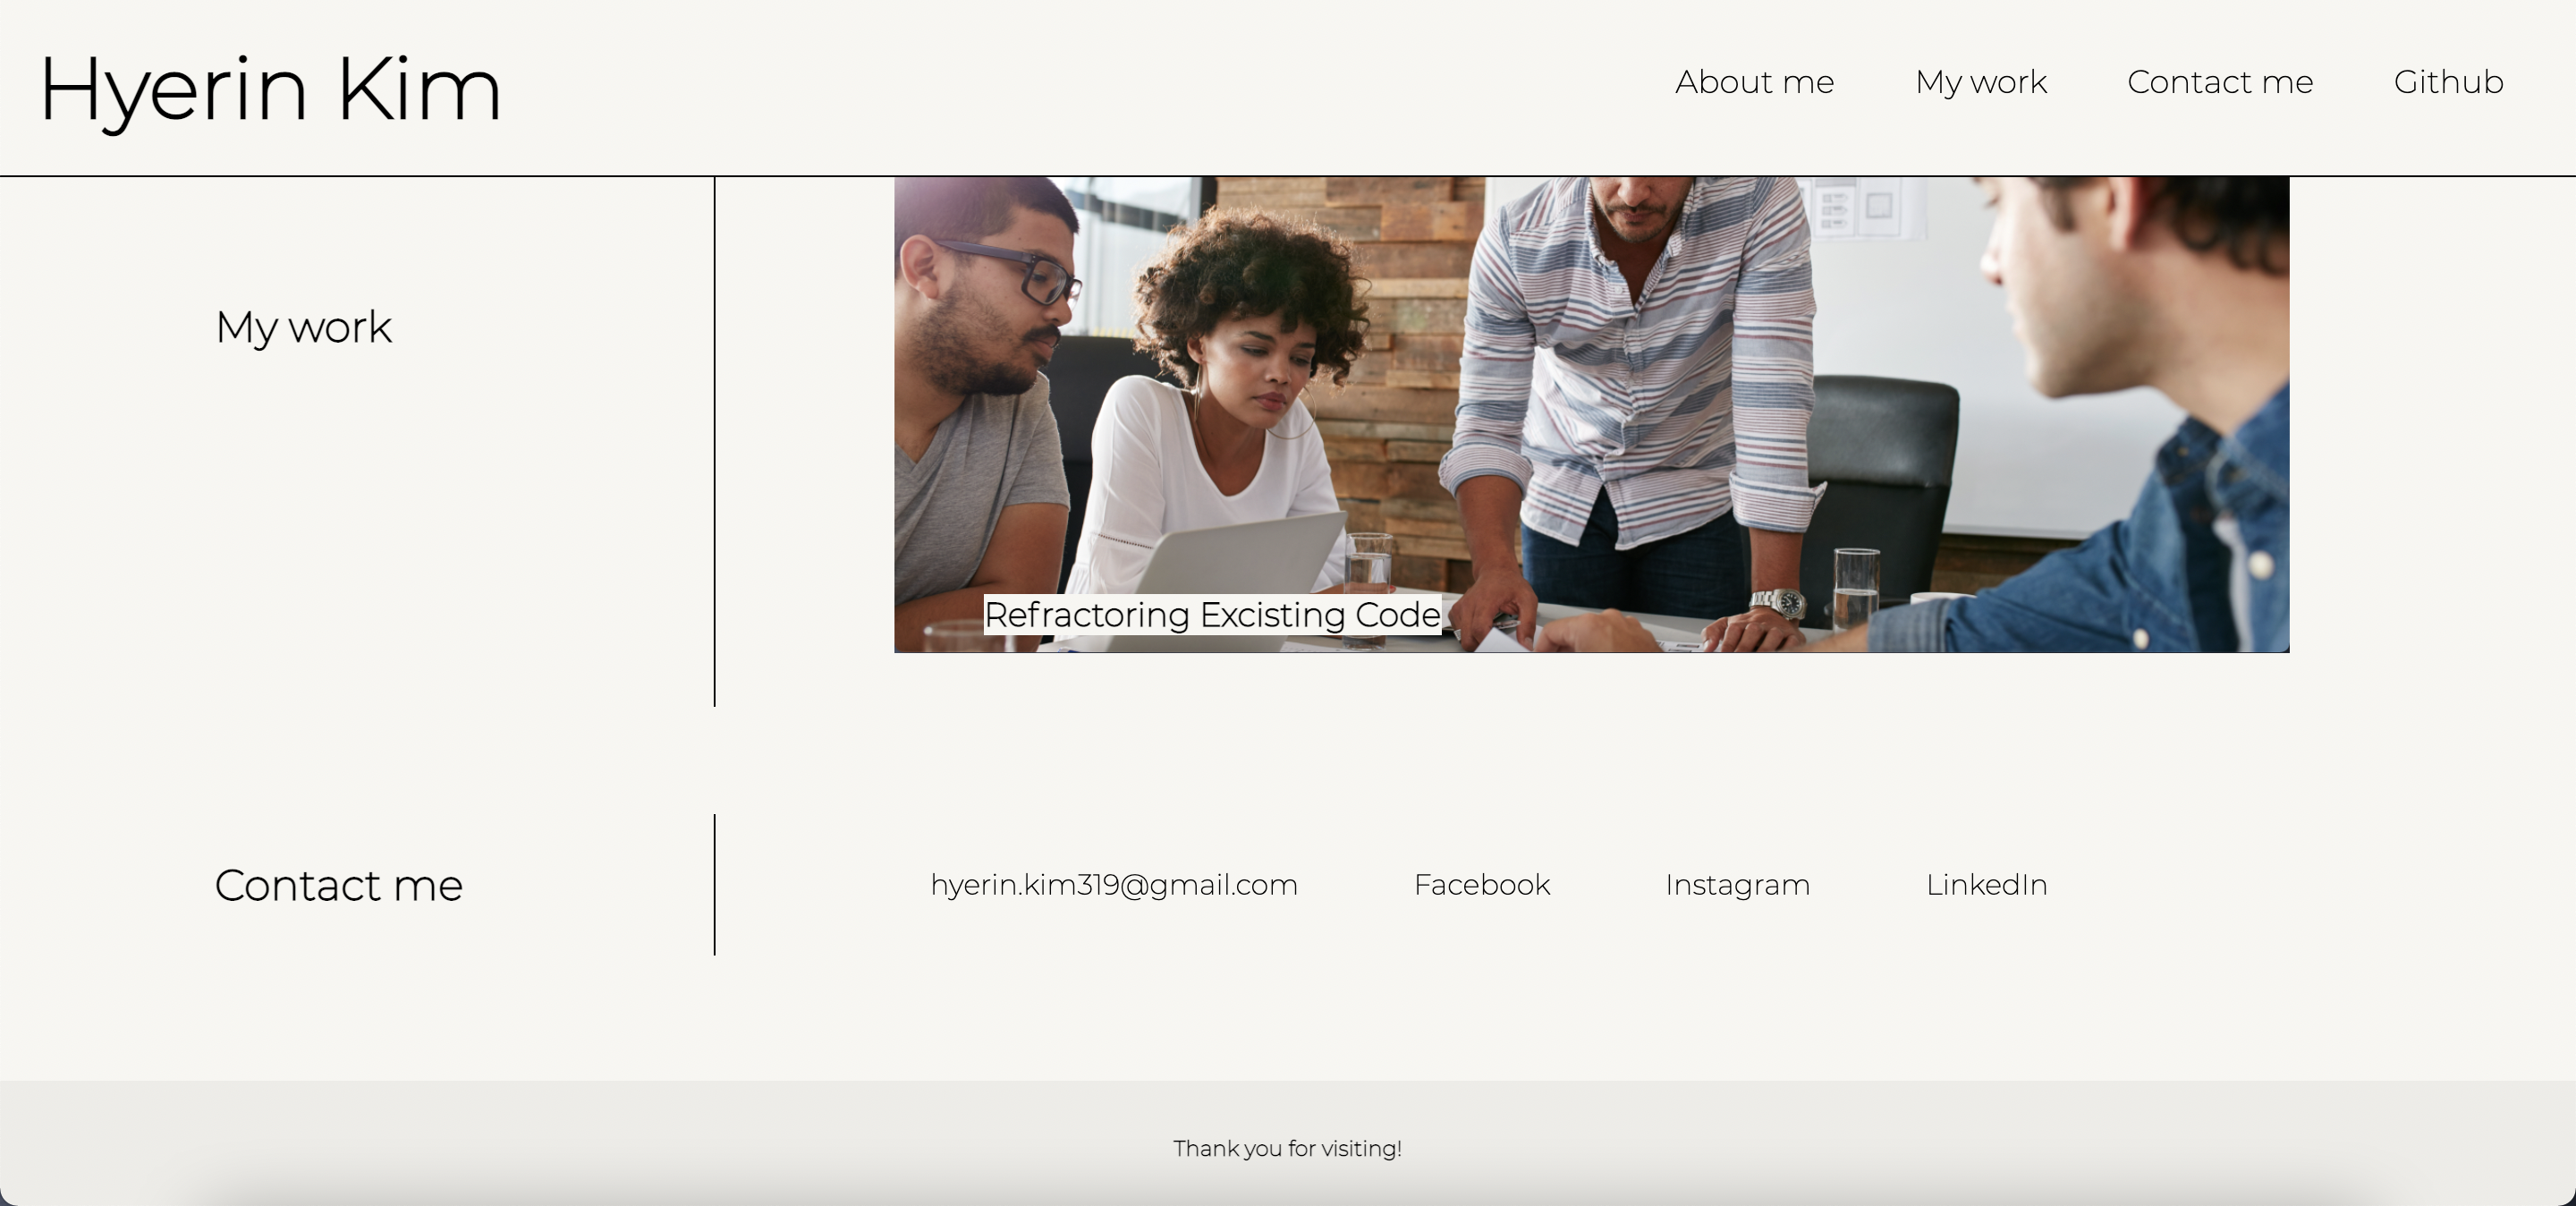 Hyerin Kim
About me My work Contact me Github
My work
Refractoring Excisting Code
Contact me
hyerin.kim319@gmail.com Facebook Instagram LinkedIn
Thank you for visiting!